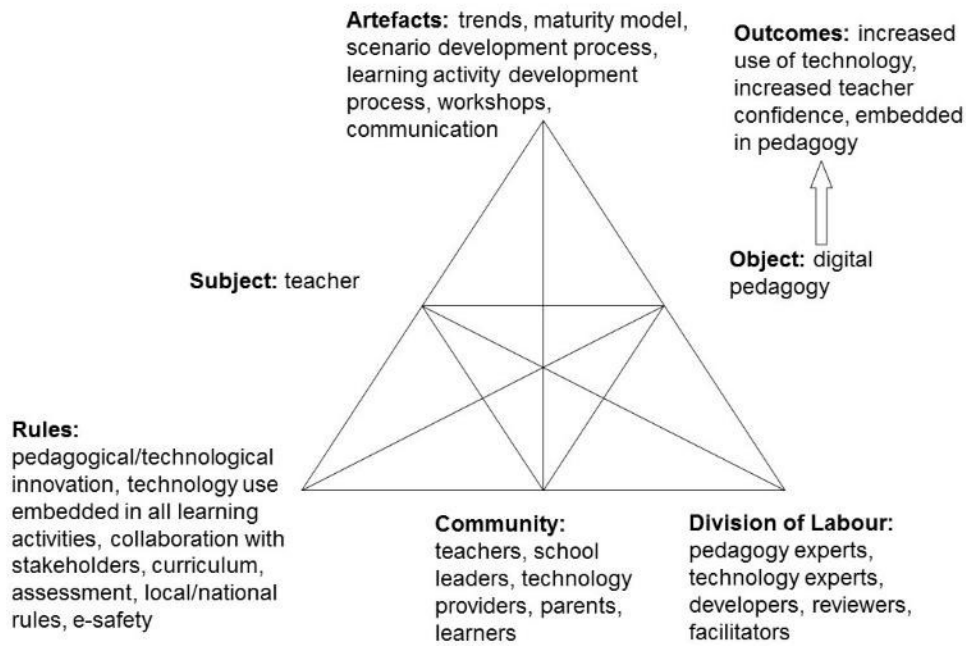 Artefacts: trends, maturity model,
scenario development process,
learning activity development
process, workshops,
communication
Outcomes: increased
use of technology,
increased teacher
confidence, embedded
in pedagogy
Subject: teacher
Object: digital
pedagogy
Rules:
pedagogical/technological
innovation, technology use
embedded in all learning
activities, collaboration with
stakeholders, curriculum,
assessment, local/national
rules, e-safety
Community:
teachers, school
leaders, technology
providers, parents,
learners
Division of Labour:
pedagogy experts,
technology experts,
developers, reviewers,
facilitators